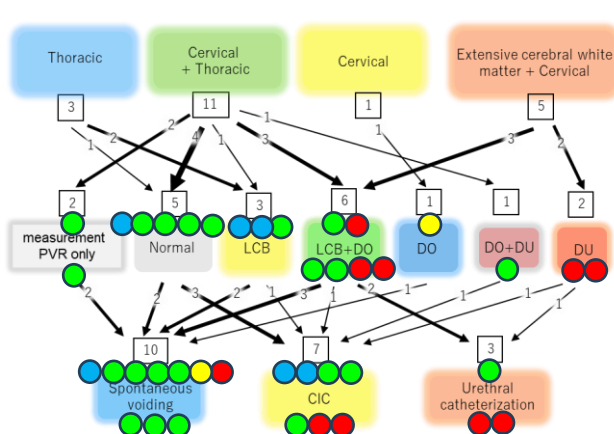 Thoracic
Cervical
+ Thoracic
Cervical
Extensive cerebral white
matter + Cervical
3
11
1
5
1
2
2
4
1
3
1
1
3
2
2
5
3
6
1
1
2
measurement
PVR only
Normal
LCB
LCB+DO
DO
DO+DU
DU
2
2
3
2
1
3
1
2
1
1
1
1
10
7
3
Spontaneous
voiding
CIC
Urethral
catheterization